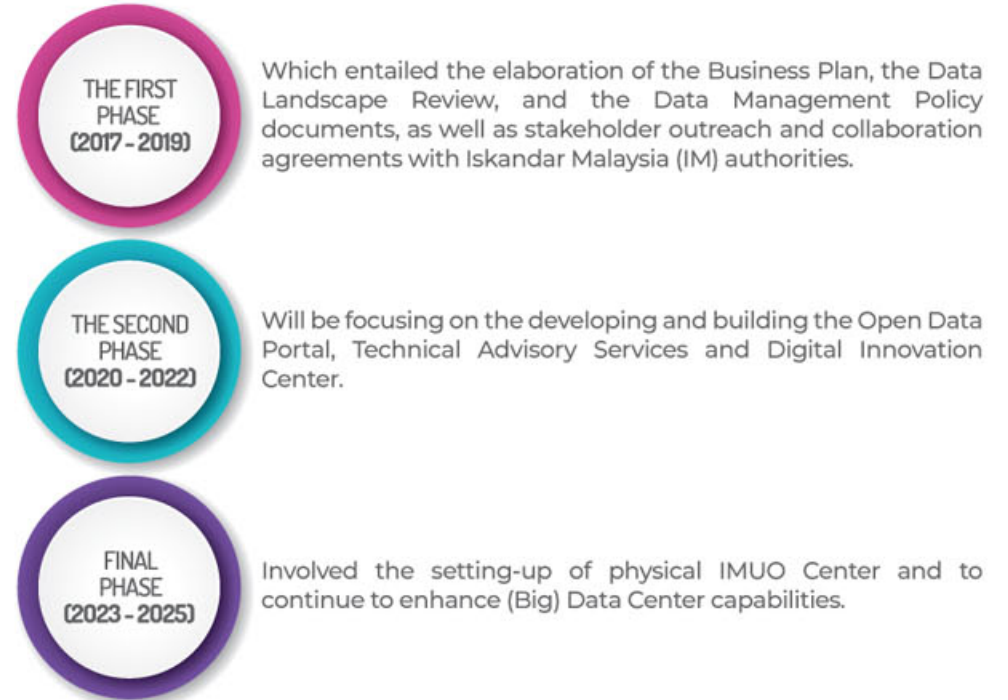 THE FIRST
PHASE
(2017 - 2019)
Which entailed the elaboration of the Business Plan, the Data
Landscape Review, and the Data Management Policy
documents, as well as stakeholder outreach and collaboration
agreements with Iskandar Malaysia (IM) authorities.
THE SECOND
PHASE
(2020 - 2022)
Will be focusing on the developing and building the Open Data
Portal, Technical Advisory Services and Digital Innovation
Center.
FINAL
PHASE
(2023 - 2025)
Involved the setting-up of physical IMUO Center and to
continue to enhance (Big) Data Center capabilities.